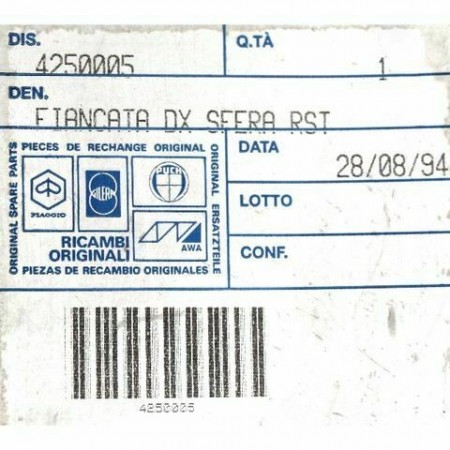 DIS.
4250005
Q.TÀ
1
DEN.
FIANCATA DX SFERA RST
PIECES DE RECHANGE ORIGINAL
ORIGINAL SPARE PARTS
ORIGINAL ERSATZTEILE
PIAGGIO
GILERA
PUCH
AWA
RICAMBI
ORIGINALI
PIEZAS DE RECAMBIO ORIGINALES
DATA
28/08/94
LOTTO
CONF.
4250005